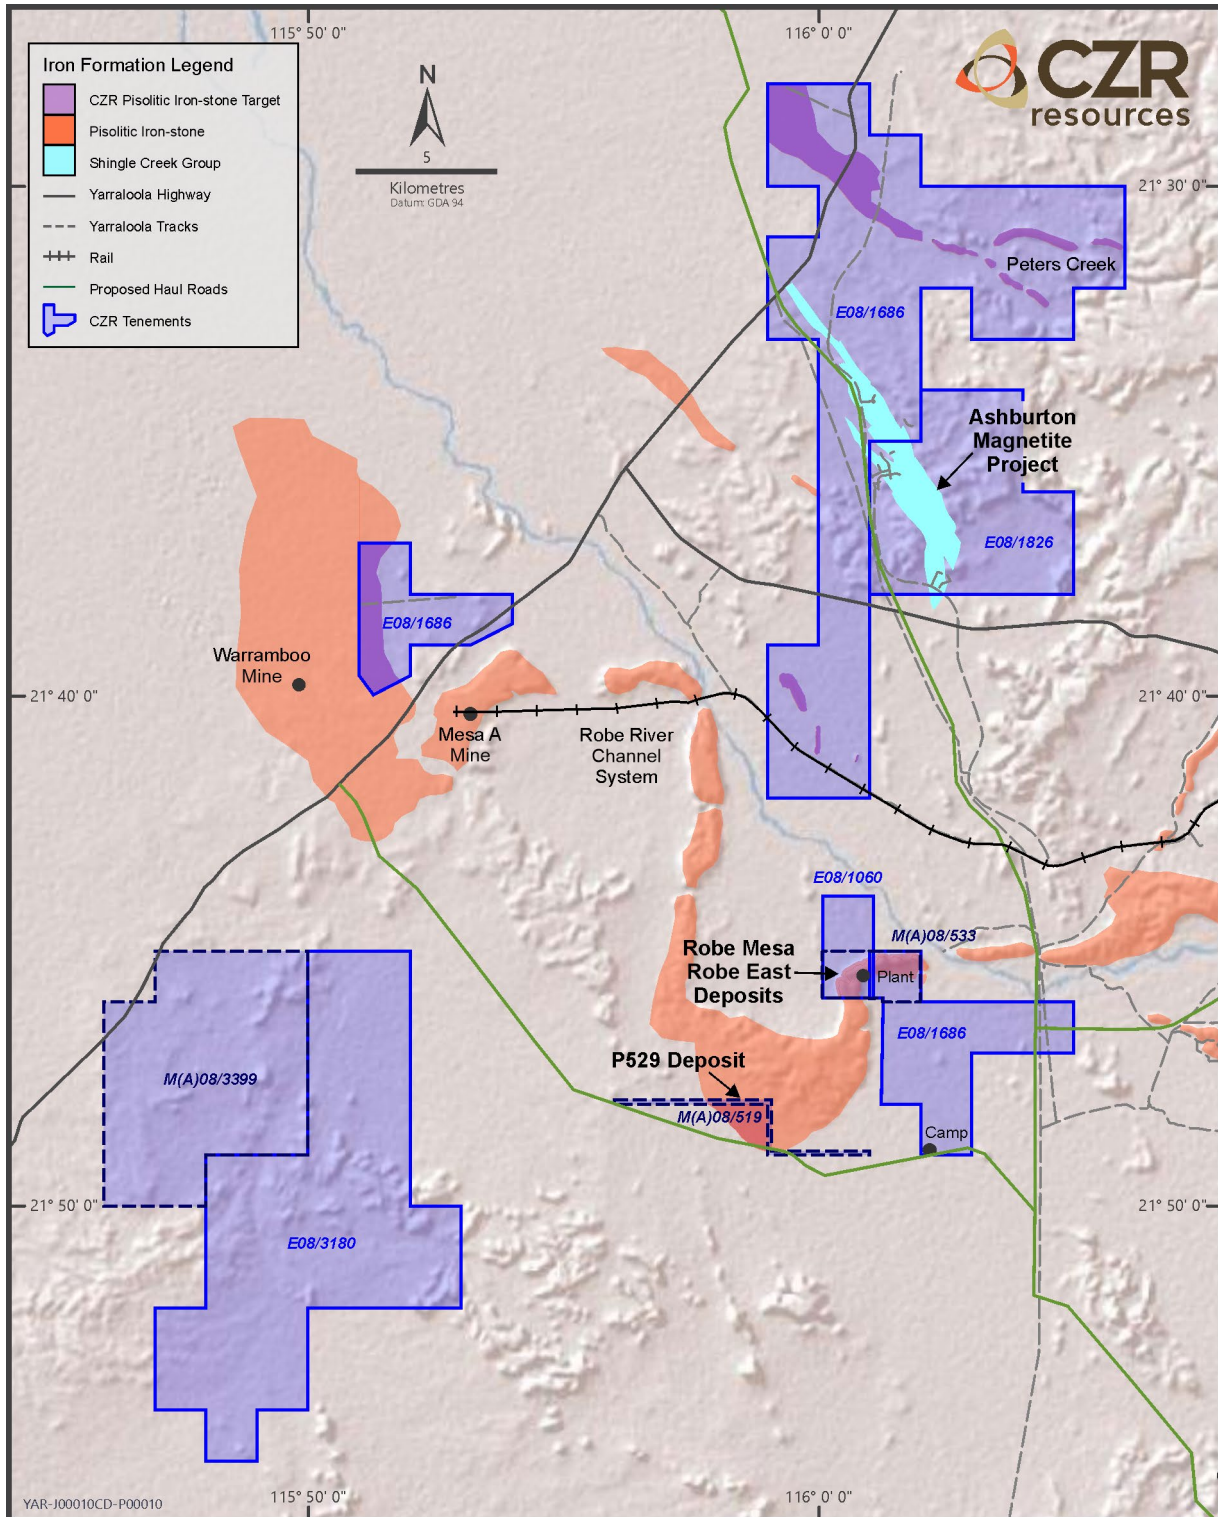 115° 50' 0"
116° 0' 0"
CZR
resources
Iron Formation Legend
CZR Pisolitic Iron-stone Target
Pisolitic Iron-stone
Shingle Creek Group
Yarraloola Highway
Yarraloola Tracks
Rail
Proposed Haul Roads
CZR Tenements
N
5
Kilometres
Datum: GDA 94
21° 30' 0"
Peters Creek
E08/1686
Ashburton
Magnetite
Project
E08/1826
E08/1686
Warramboo
Mine
21° 40' 0"
21° 40' 0"
Mesa A
Mine
Robe River
Channel
System
E08/1060
M(A)08/533
Robe Mesa
Robe East
Deposits
Plant
E08/1686
P529 Deposit
M(A)08/3399
M(A)08/519
Camp
21° 50' 0"
21° 50' 0"
E08/3180
115° 50' 0"
116° 0' 0"
YAR-J00010CD-P00010